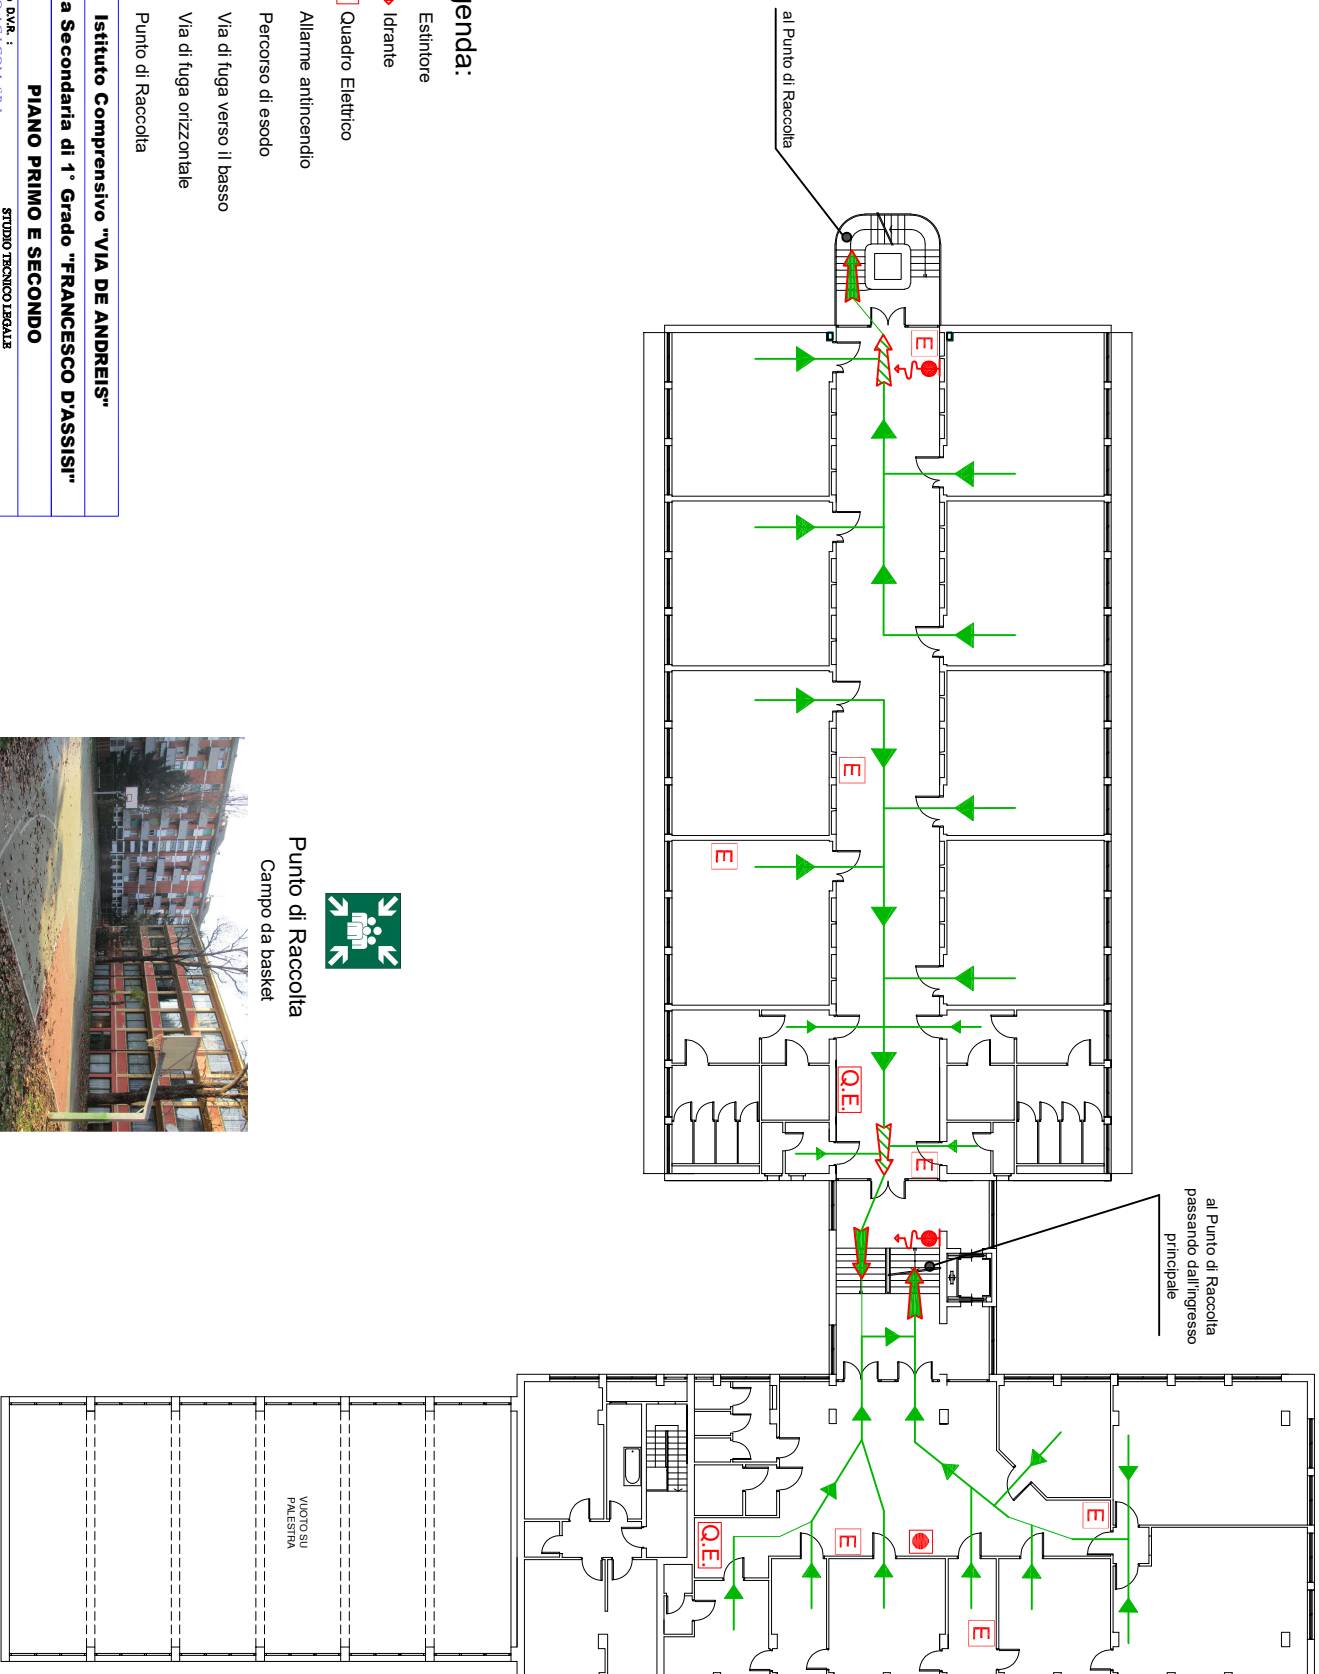 genda:
Estintore
Idrante
Quadro Elettrico
Allarme antincendio
Percorso di esodo
Via di fuga verso il basso
Via di fuga orizzontale
Punto di Raccolta
Istituto Comprensivo "VIA DE ANDREIS"
a Secondaria di 1° Grado "FRANCESCO D'ASSISI"
PIANO PRIMO E SECONDO
D.V.R. :
STUDIO TECNICO LEGALE
al Punto di Raccolta
Punto di Raccolta
Campo da basket
al Punto di Raccolta
passando dall'ingresso
principale
VUOTO SU
PALESTRA
E
E
E
Q.E.
E
E
E
Q.E.
E